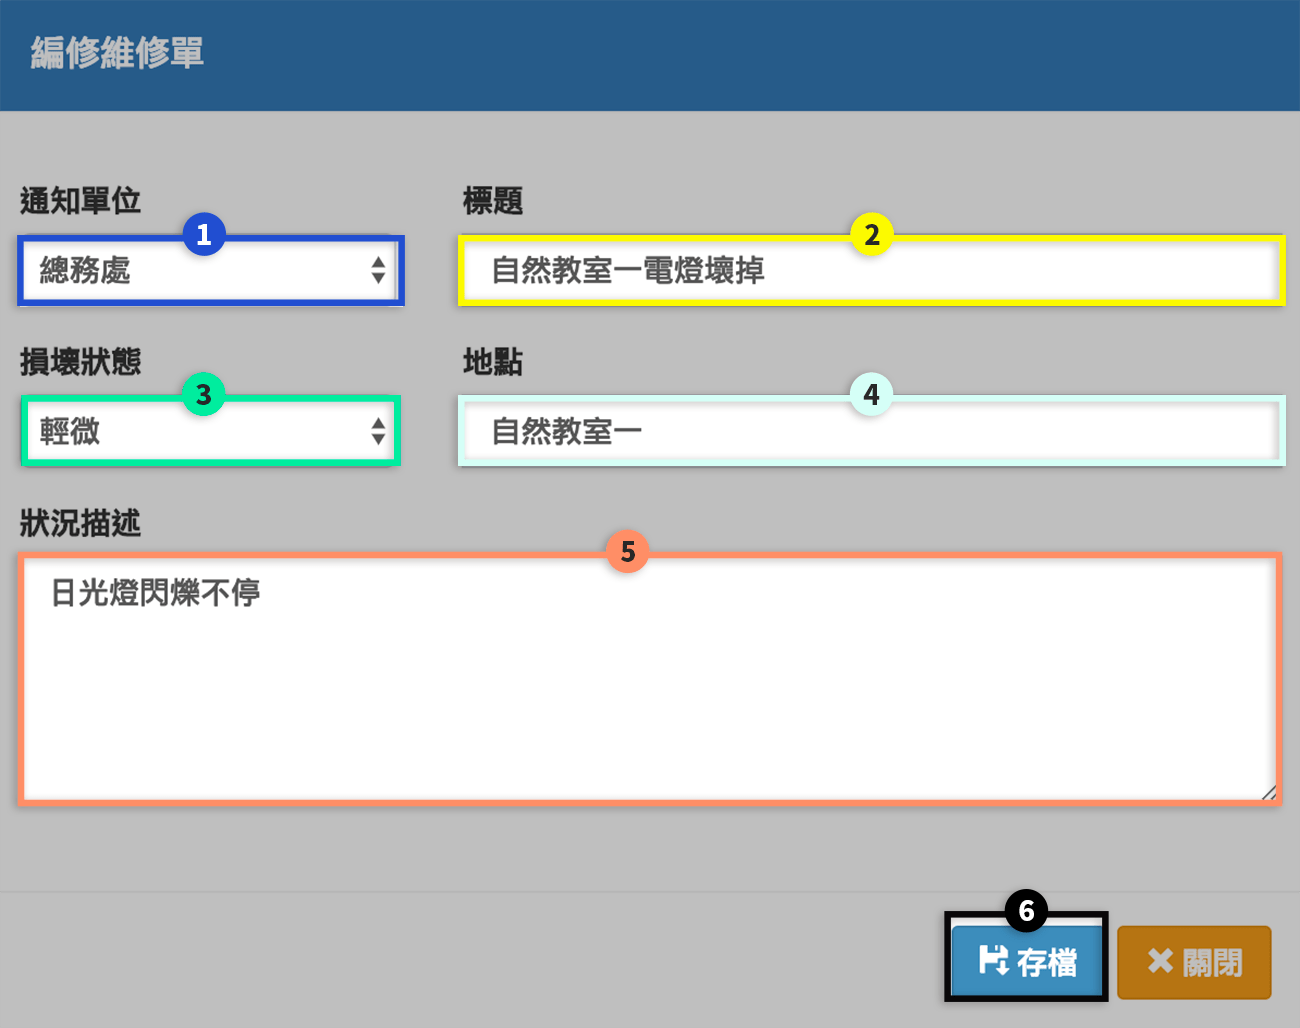 編修維修單
通知單位
標題
1
2
總務處
自然教室一電燈壞掉
損壞狀態
地點
3
4
輕微
自然教室一
狀況描述
5
日光燈閃爍不停
6
存檔
關閉